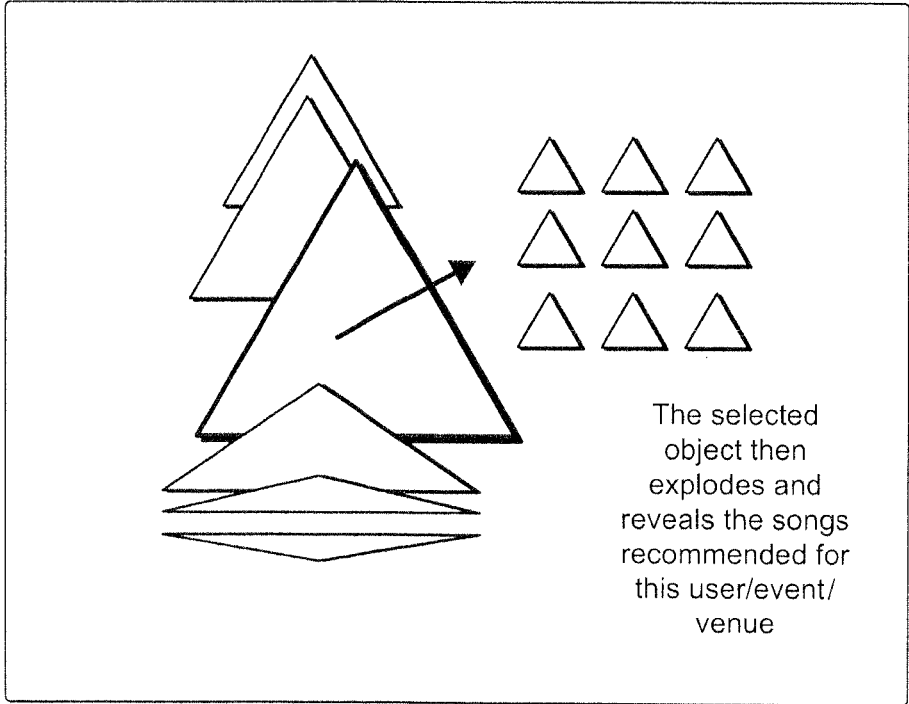 The selected
object then
explodes and
reveals the songs
recommended for
this user/event/
venue